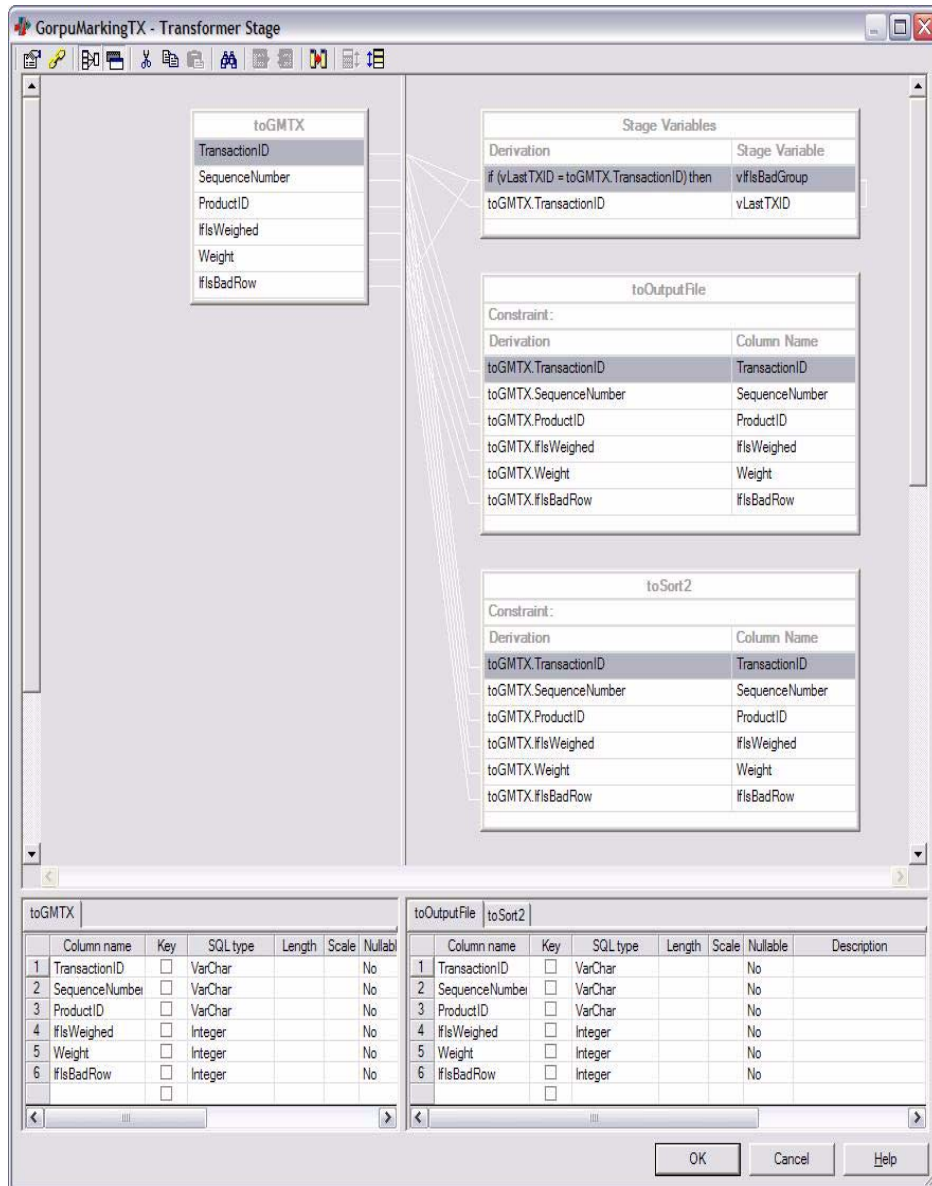 GorpuMarkingTX - Transformer Stage
toGMTX
TransactionID
SequenceNumber
ProductID
IfIsWeighed
Weight
IfIsBadRow
Stage Variables
Derivation Stage Variable
if (vLastTXID = toGMTX.TransactionID) then vIfIsBadGroup
toGMTX.TransactionID vLastTXID
toOutputFile
Constraint:
Derivation Column Name
toGMTX.TransactionID TransactionID
toGMTX.SequenceNumber SequenceNumber
toGMTX.ProductID ProductID
toGMTX.IfIsWeighed IfIsWeighed
toGMTX.Weight Weight
toGMTX.IfIsBadRow IfIsBadRow
toSort2
Constraint:
Derivation Column Name
toGMTX.TransactionID TransactionID
toGMTX.SequenceNumber SequenceNumber
toGMTX.ProductID ProductID
toGMTX.IfIsWeighed IfIsWeighed
toGMTX.Weight Weight
toGMTX.IfIsBadRow IfIsBadRow
toGMTX
Column name Key SQL type Length Scale Nullabl
1 TransactionID VarChar No
2 SequenceNumber VarChar No
3 ProductID VarChar No
4 IfIsWeighed Integer No
5 Weight Integer No
6 IfIsBadRow Integer No
toOutputFile toSort2
Column name Key SQL type Length Scale Nullable Description
1 TransactionID VarChar No
2 SequenceNumber VarChar No
3 ProductID VarChar No
4 IfIsWeighed Integer No
5 Weight Integer No
6 IfIsBadRow Integer No
OK Cancel Help